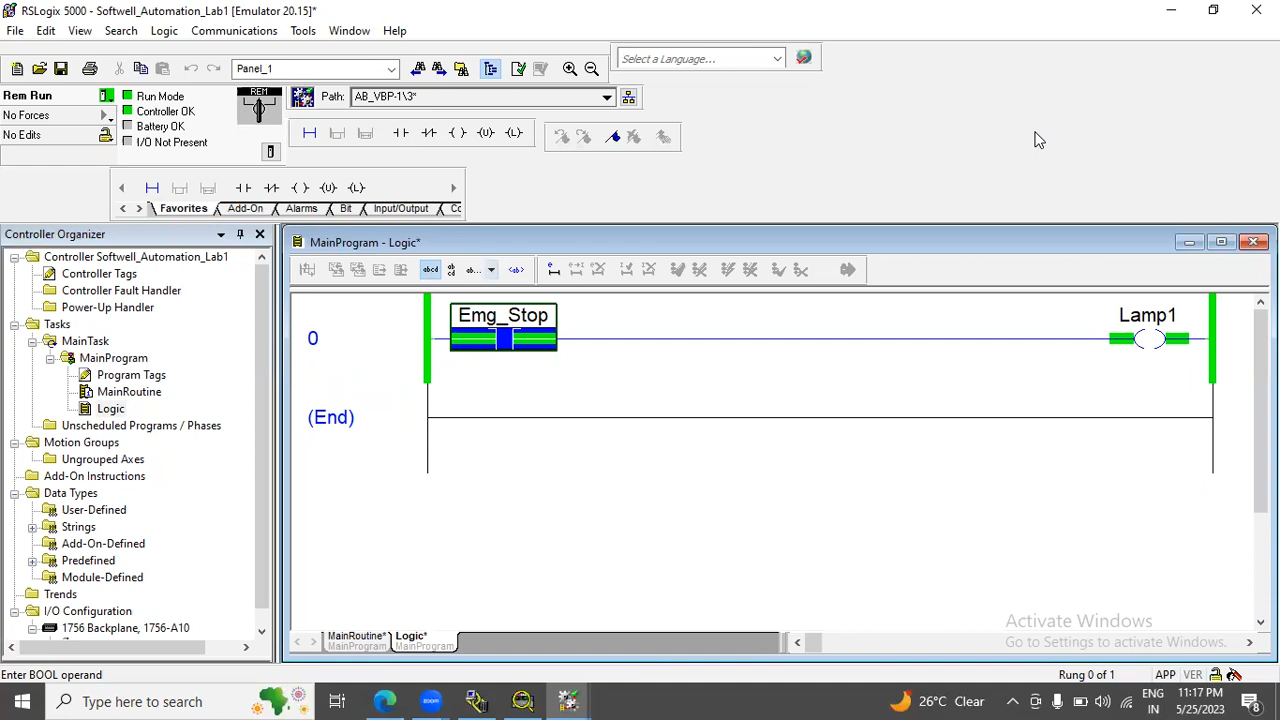 RSLogix 5000 - Softwell_Automation_Lab1 [Emulator 20.15]*
File Edit View Search Logic Communications Tools Window Help
Select a Language...
Panel_1
Rem Run
No Forces
No Edits
Run Mode
Controller OK
Battery OK
I/O Not Present
REM
Path: AB_VBP-1\3*
Favorites Add-On Alarms Bit Input/Output
Controller Organizer
Controller Softwell_Automation_Lab1
Controller Tags
Controller Fault Handler
Power-Up Handler
Tasks
MainTask
MainProgram
Program Tags
MainRoutine
Logic
Unscheduled Programs / Phases
Motion Groups
Ungrouped Axes
Add-On Instructions
Data Types
User-Defined
Strings
Add-On-Defined
Predefined
Module-Defined
Trends
I/O Configuration
1756 Backplane, 1756-A10
MainProgram - Logic*
abcd
Emg_Stop
Lamp1
0
(End)
Activate Windows
Go to Settings to activate Windows.
MainRoutine* Logic*
MainProgram MainProgram
Enter BOOL operand
Rung 0 of 1
APP VER
Type here to search
zoom
26°C Clear
ENG
IN
11:17 PM
5/25/2023
8